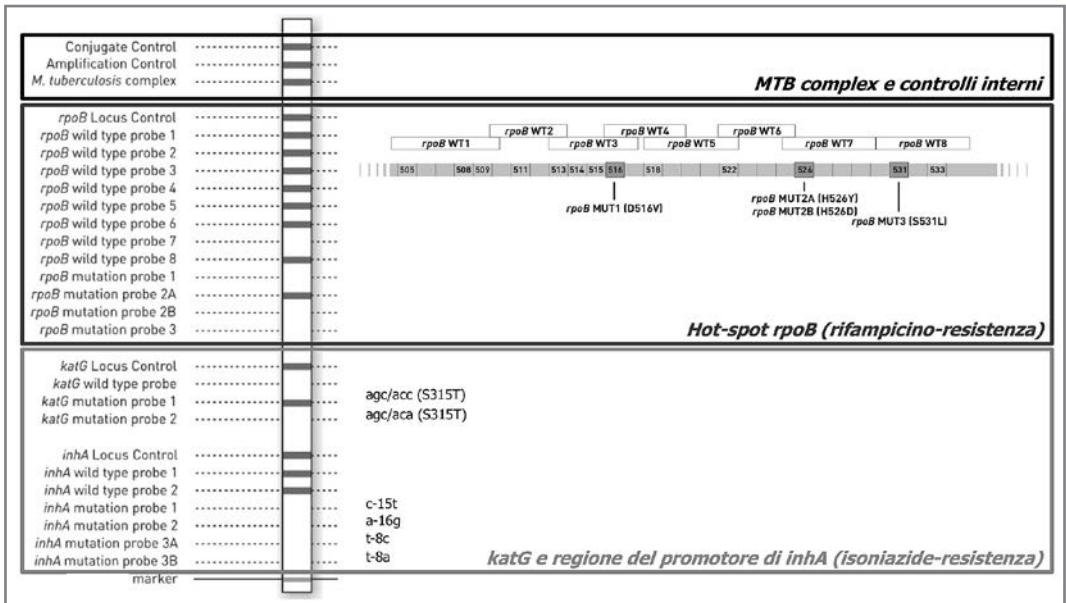 Conjugate Control
Amplification Control
M. tuberculosis complex
MTB complex e controlli interni
rpoB Locus Control
rpoB wild type probe 1
rpoB wild type probe 2
rpoB wild type probe 3
rpoB wild type probe 4
rpoB wild type probe 5
rpoB wild type probe 6
rpoB wild type probe 7
rpoB wild type probe 8
rpoB mutation probe 1
rpoB mutation probe 2A
rpoB mutation probe 2B
rpoB mutation probe 3
rpoB WT2 rpoB WT4 rpoB WT6
rpoB WT1 rpoB WT3 rpoB WT5 rpoB WT7 rpoB WT8
505 508 509 511 513 514 515 516 518 522 526 531 533
rpoB MUT1 (D516V)
rpoB MUT2A (H526Y)
rpoB MUT2B (H526D)
rpoB MUT3 (S531L)
Hot-spot rpoB (rifampicino-resistenza)
katG Locus Control
katG wild type probe
katG mutation probe 1 agc/acc (S315T)
katG mutation probe 2 agc/aca (S315T)
inhA Locus Control
inhA wild type probe 1
inhA wild type probe 2
inhA mutation probe 1 c-15t
inhA mutation probe 2 a-16g
inhA mutation probe 3A t-8c
inhA mutation probe 3B t-8a
katG e regione del promotore di inhA (isoniazide-resistenza)
marker